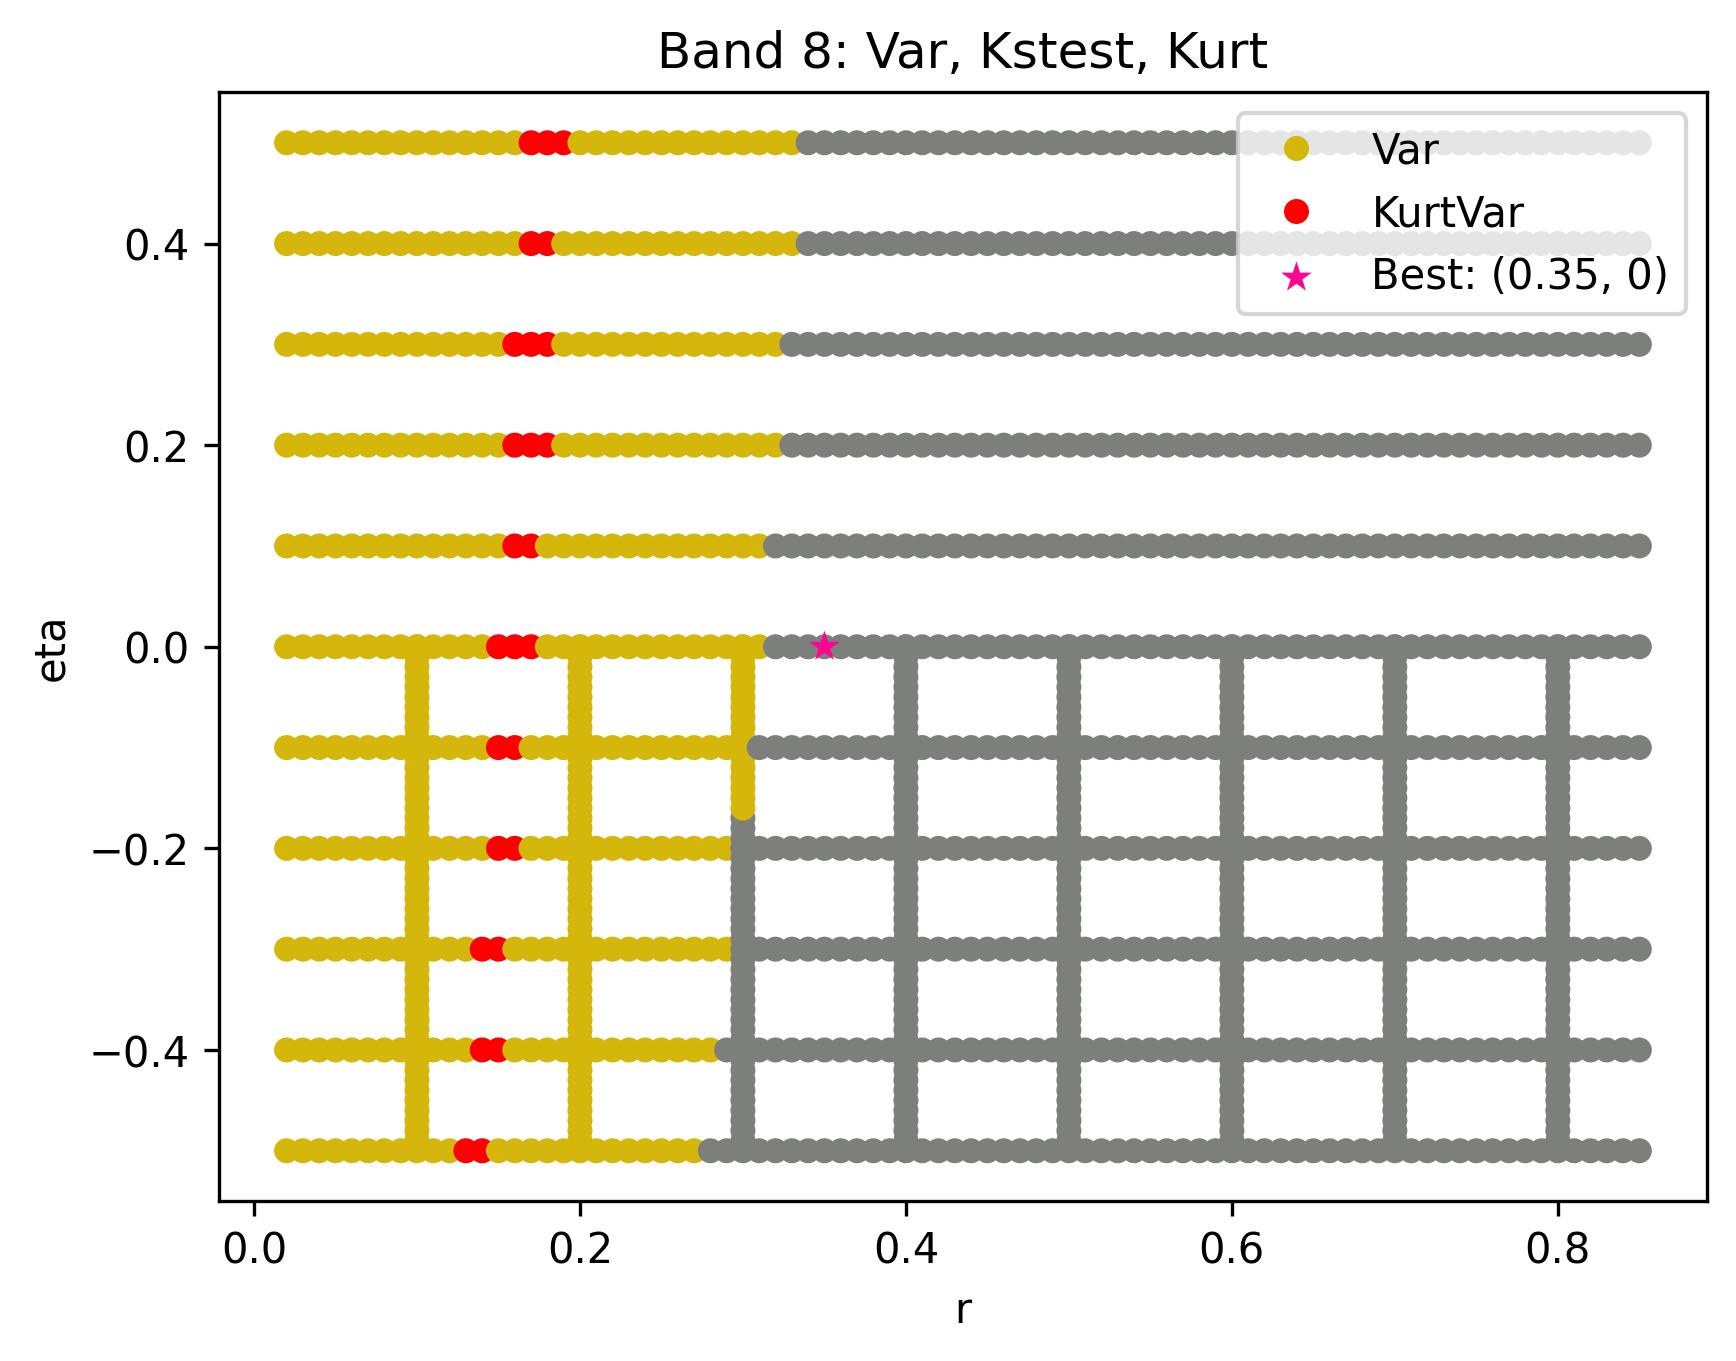 Band 8: Var, Kstest, Kurt
Var
KurtVar
Best: (0.35, 0)
0.4
0.2
0.0
−0.2
−0.4
eta
0.0 0.2 0.4 0.6 0.8
r